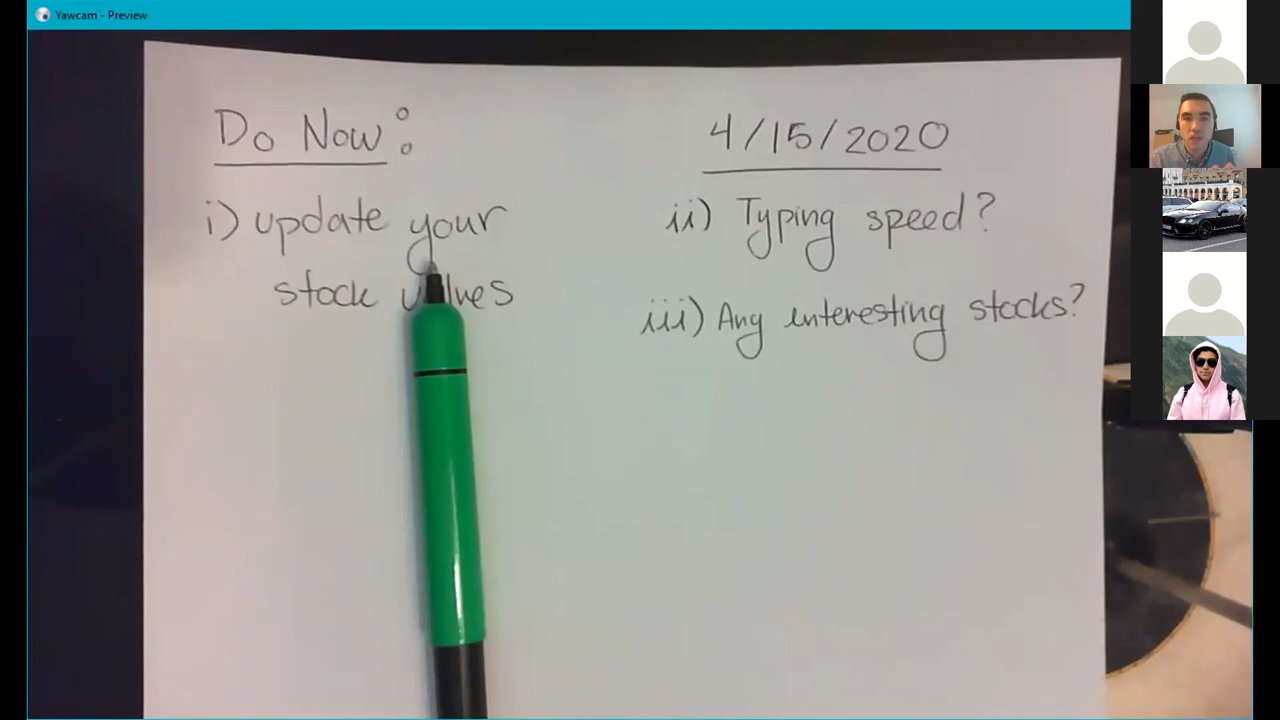 Yawcam - Preview
Do Now:
i) update your
stock values
4/15/2020
ii) Typing speed?
iii) Any interesting stocks?